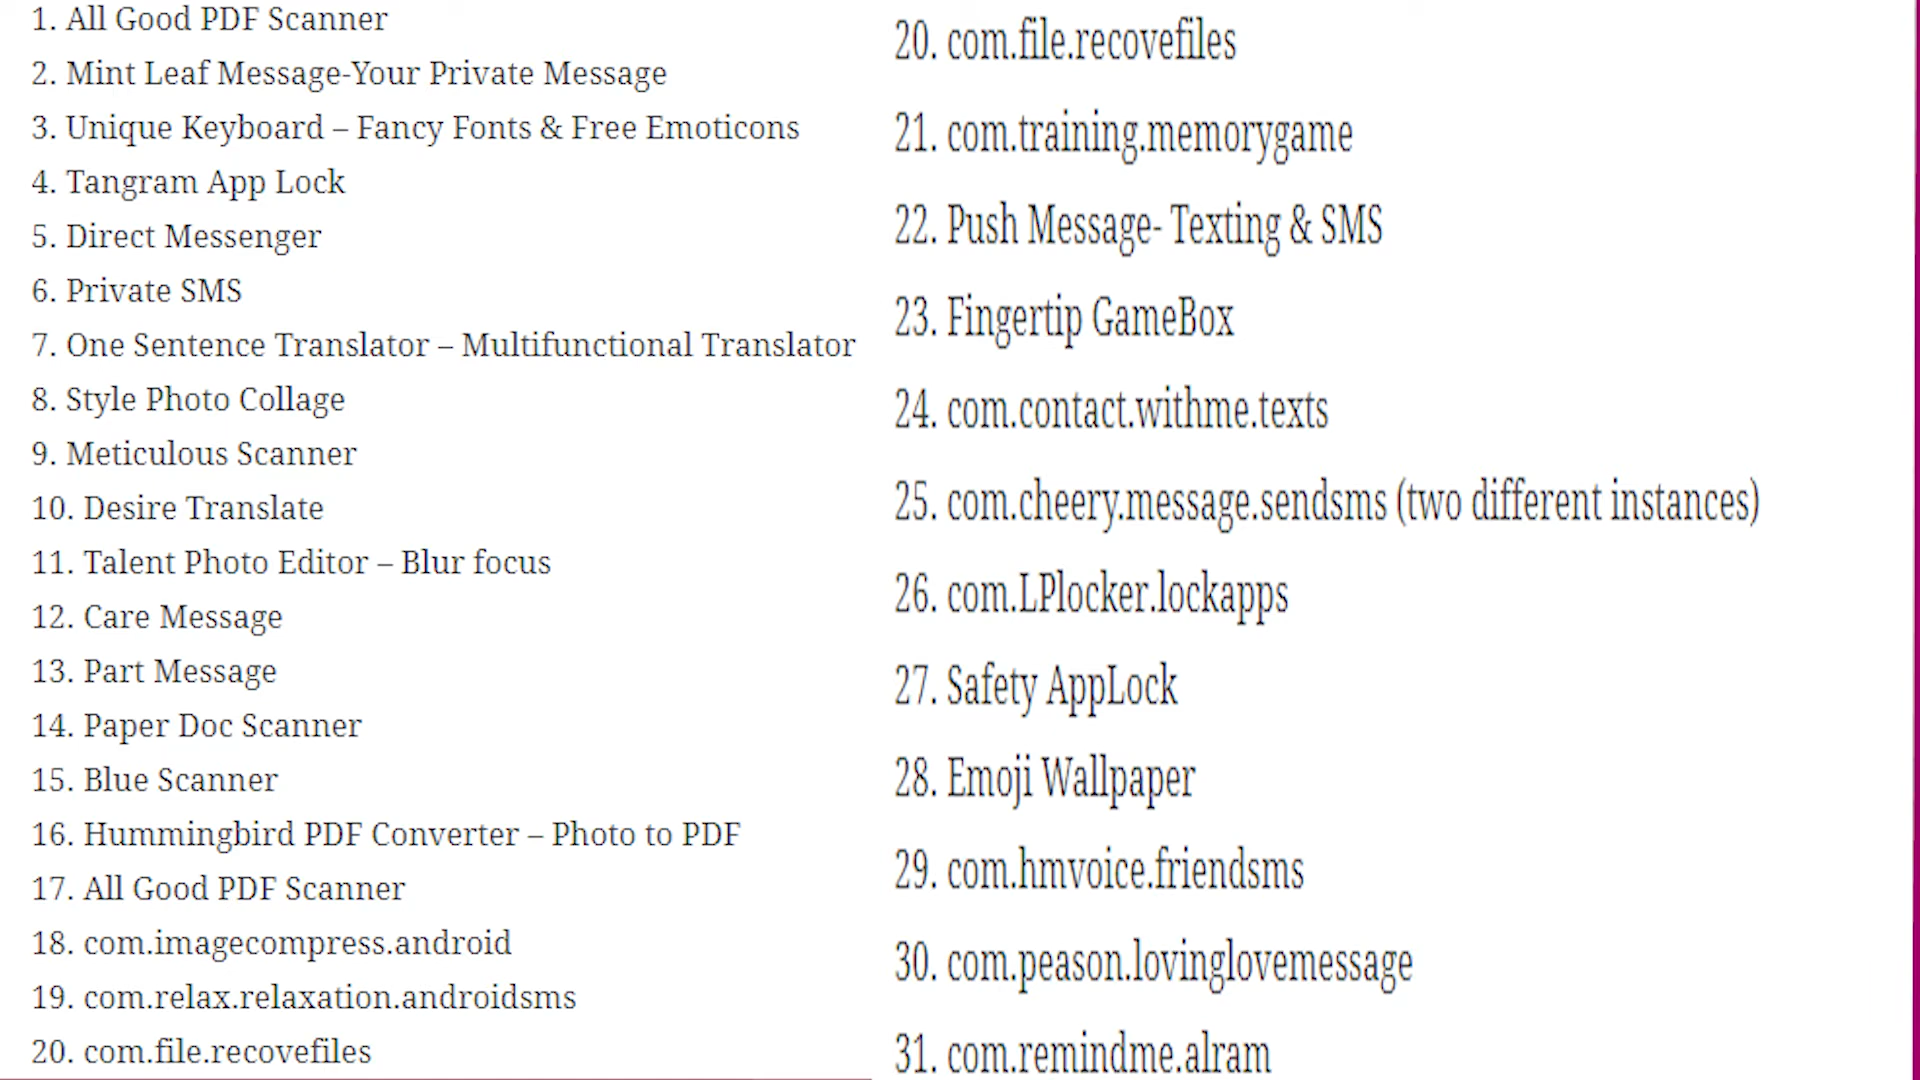 1. All Good PDF Scanner
2. Mint Leaf Message-Your Private Message
3. Unique Keyboard – Fancy Fonts & Free Emoticons
4. Tangram App Lock
5. Direct Messenger
6. Private SMS
7. One Sentence Translator – Multifunctional Translator
8. Style Photo Collage
9. Meticulous Scanner
10. Desire Translate
11. Talent Photo Editor – Blur focus
12. Care Message
13. Part Message
14. Paper Doc Scanner
15. Blue Scanner
16. Hummingbird PDF Converter – Photo to PDF
17. All Good PDF Scanner
18. com.imagecompress.android
19. com.relax.relaxation.androidsms
20. com.file.recovefiles
20. com.file.recovefiles
21. com.training.memorygame
22. Push Message- Texting & SMS
23. Fingertip GameBox
24. com.contact.withme.texts
25. com.cheery.message.sendsms (two different instances)
26. com.LPlocker.lockapps
27. Safety AppLock
28. Emoji Wallpaper
29. com.hmvoice.friendsms
30. com.peason.lovinglovemessage
31. com.remindme.alram